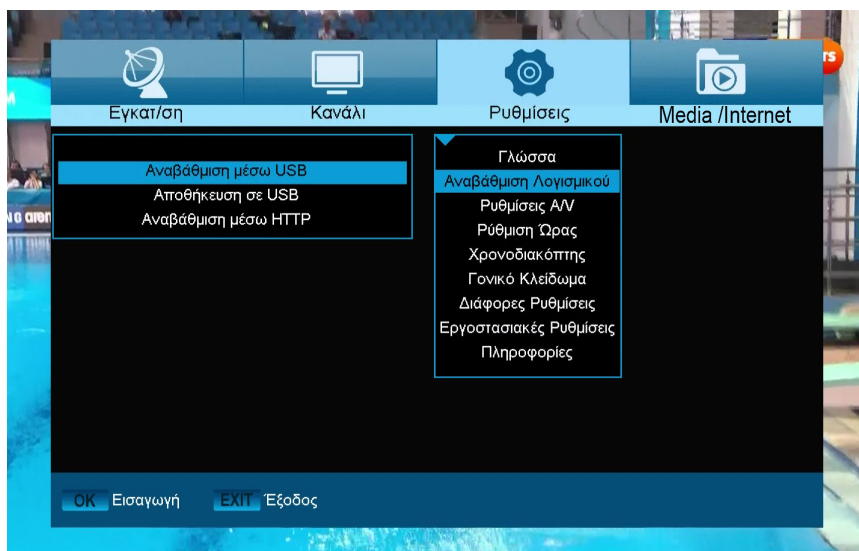 Εγκατ/ση
Κανάλι
Ρυθμίσεις
Media /Internet
Αναβάθμιση μέσω USB
Αποθήκευση σε USB
Αναβάθμιση μέσω HTTP
Γλώσσα
Αναβάθμιση Λογισμικού
Ρυθμίσεις A/V
Ρύθμιση Ώρας
Χρονοδιακόπτης
Γονικό Κλείδωμα
Διάφορες Ρυθμίσεις
Εργοστασιακές Ρυθμίσεις
Πληροφορίες
OK Εισαγωγή EXIT Έξοδος